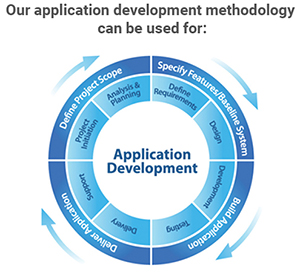 Our application development methodology
can be used for:
Define Project Scope
Specify Features/Baseline System
Analysis &
Planning
Define
Requirements
Project
Initiation
Design
Application
Development
Support
Development
Delivery
Testing
Deliver Application
Build Application